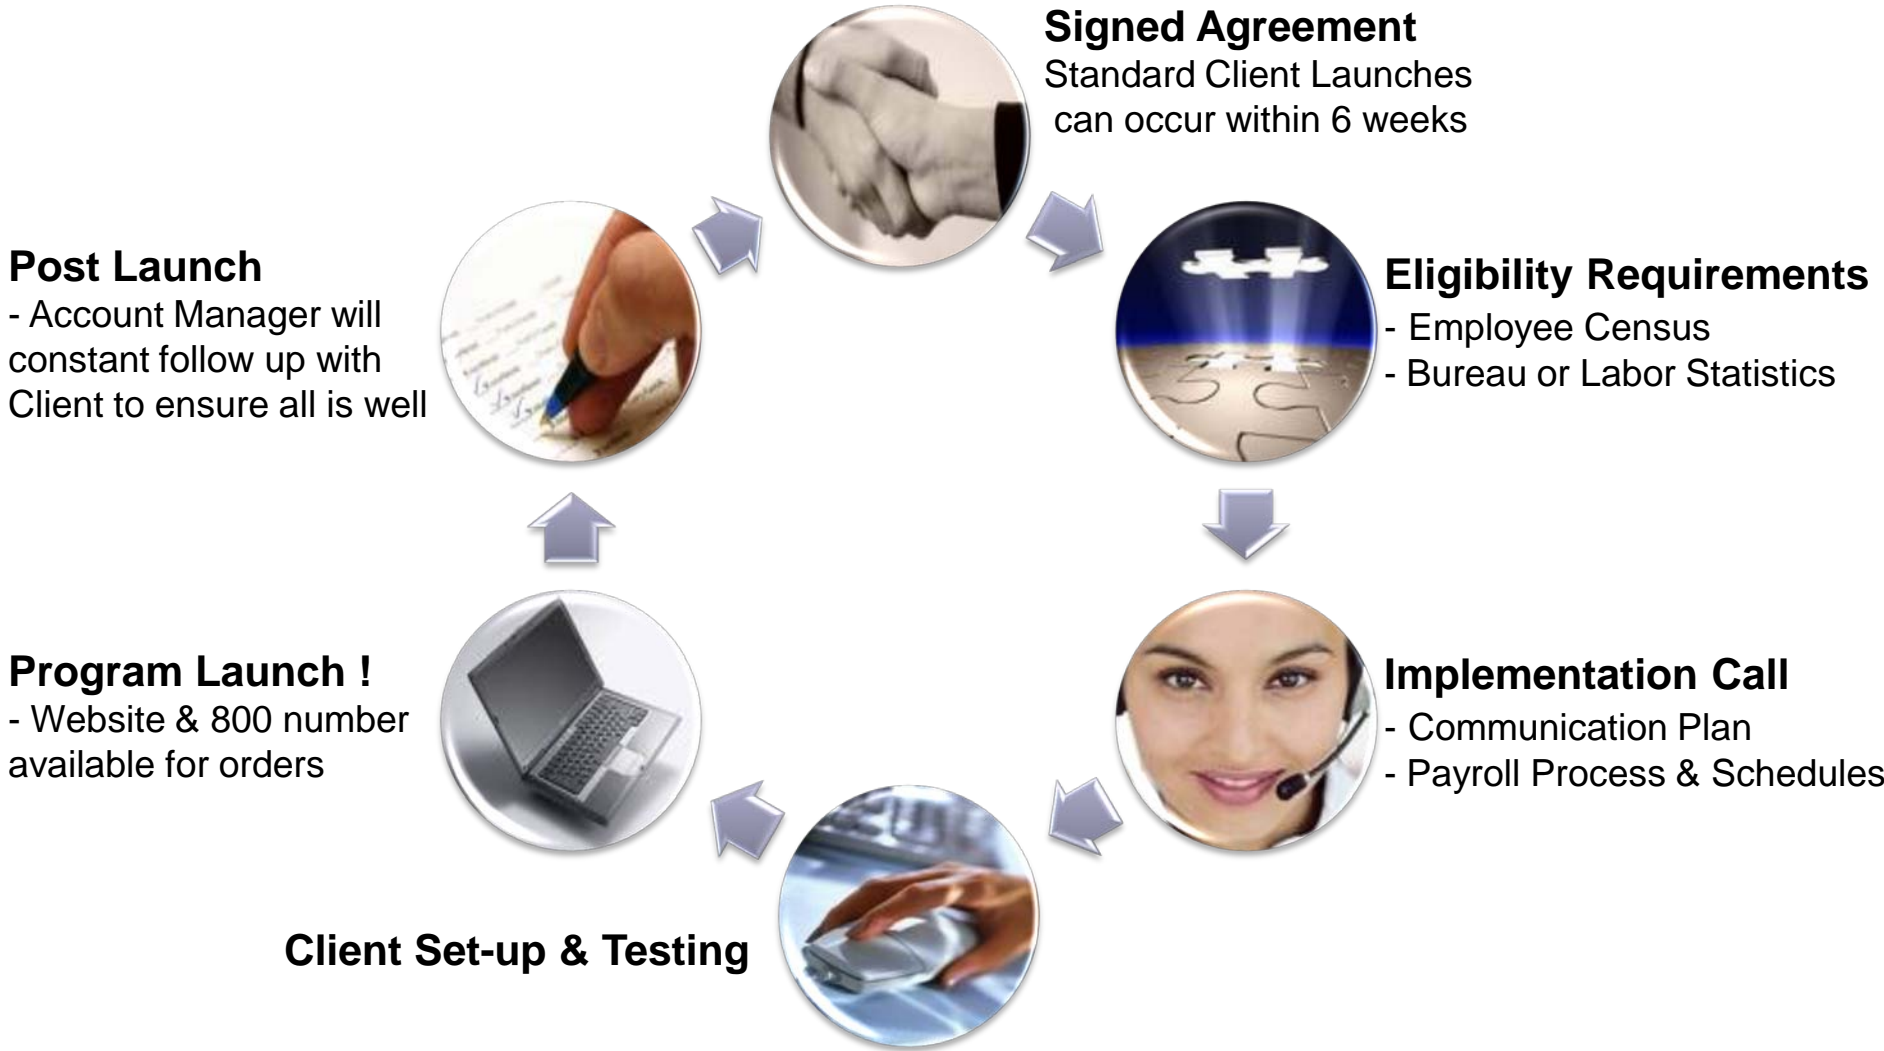 Signed Agreement
Standard Client Launches
can occur within 6 weeks
Eligibility Requirements
- Employee Census
- Bureau or Labor Statistics
Implementation Call
- Communication Plan
- Payroll Process & Schedules
Client Set-up & Testing
Program Launch !
- Website & 800 number
available for orders
Post Launch
- Account Manager will
constant follow up with
Client to ensure all is well